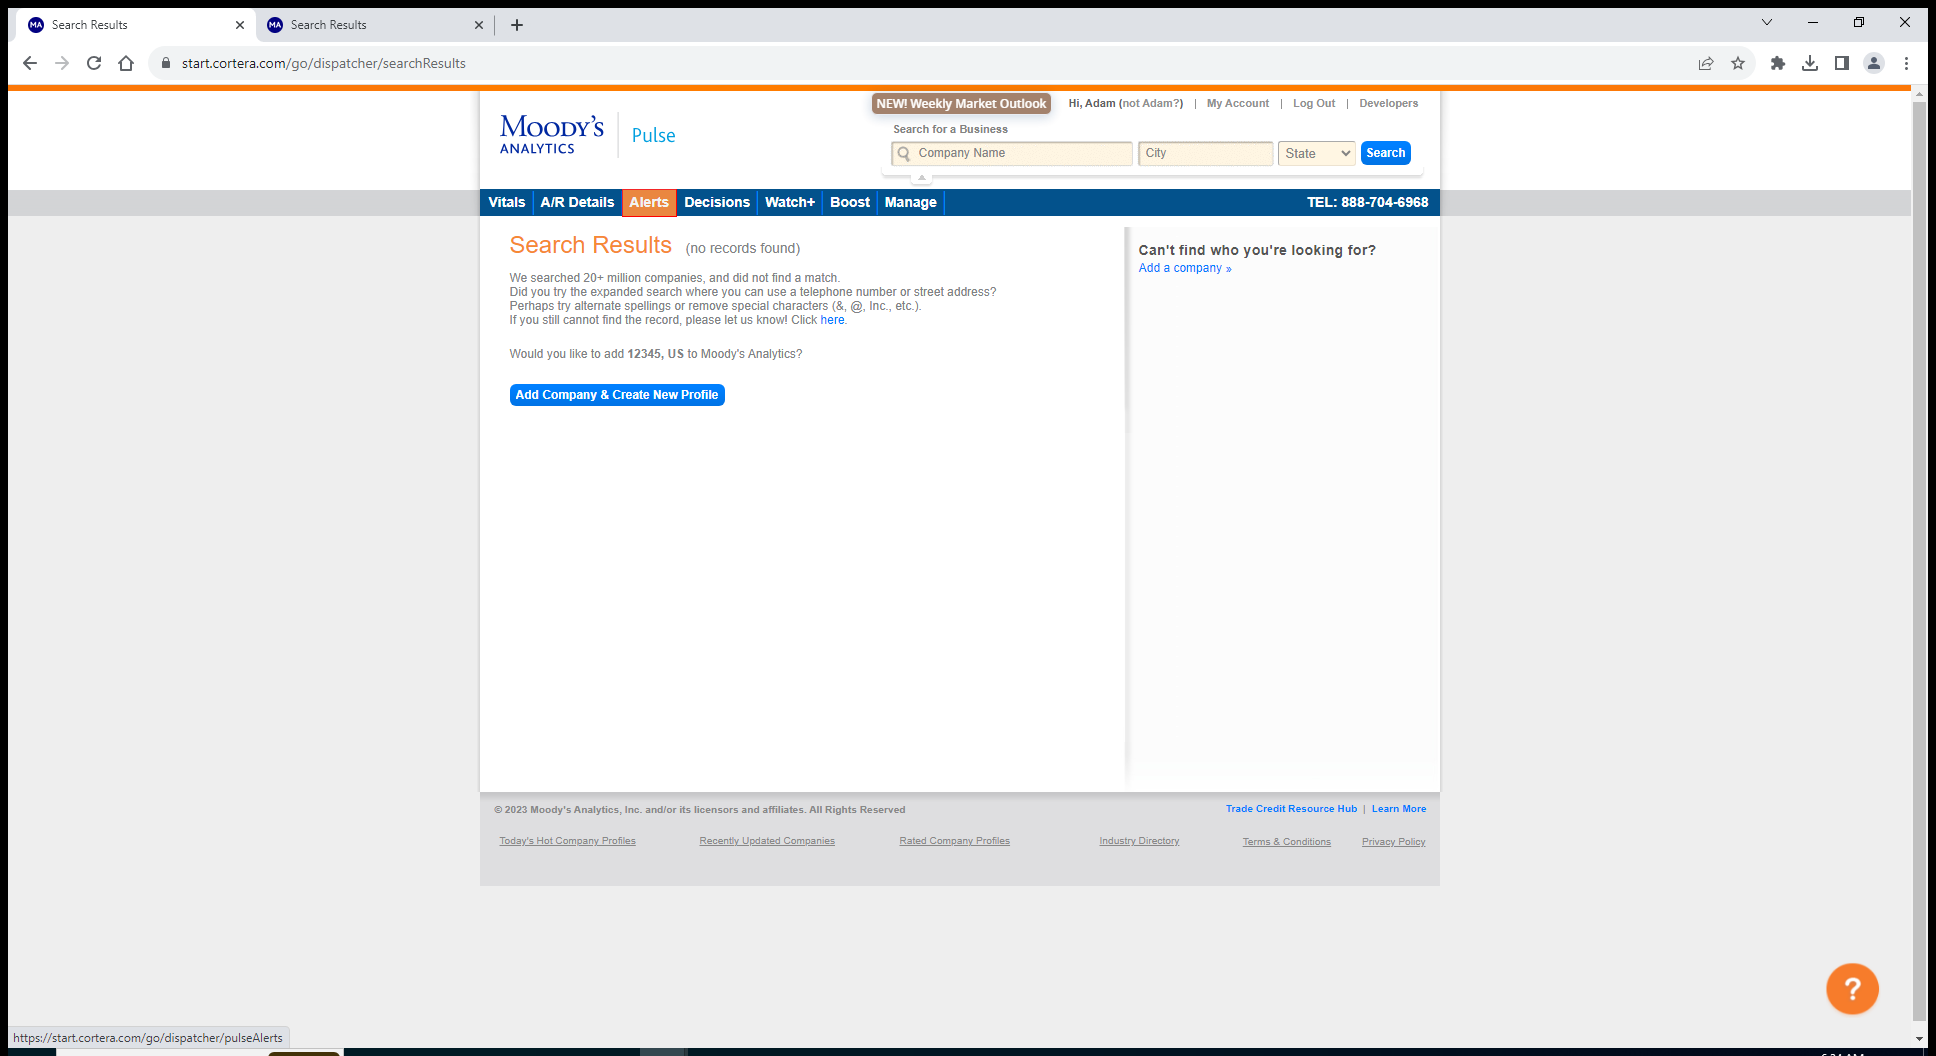 MA Search Results
MA Search Results
start.cortera.com/go/dispatcher/searchResults
NEW! Weekly Market Outlook
Hi, Adam (not Adam?) | My Account | Log Out | Developers
MOODY'S
ANALYTICS
Pulse
Search for a Business
Company Name
City
State
Search
Vitals
A/R Details
Alerts
Decisions
Watch+
Boost
Manage
TEL: 888-704-6968
Search Results (no records found)
We searched 20+ million companies, and did not find a match.
Did you try the expanded search where you can use a telephone number or street address?
Perhaps try alternate spellings or remove special characters (&, @, Inc., etc.).
If you still cannot find the record, please let us know! Click here.
Would you like to add 12345, US to Moody's Analytics?
Add Company & Create New Profile
Can't find who you're looking for?
Add a company »
© 2023 Moody's Analytics, Inc. and/or its licensors and affiliates. All Rights Reserved
Trade Credit Resource Hub | Learn More
Today's Hot Company Profiles
Recently Updated Companies
Rated Company Profiles
Industry Directory
Terms & Conditions
Privacy Policy
?
https://start.cortera.com/go/dispatcher/pulseAlerts